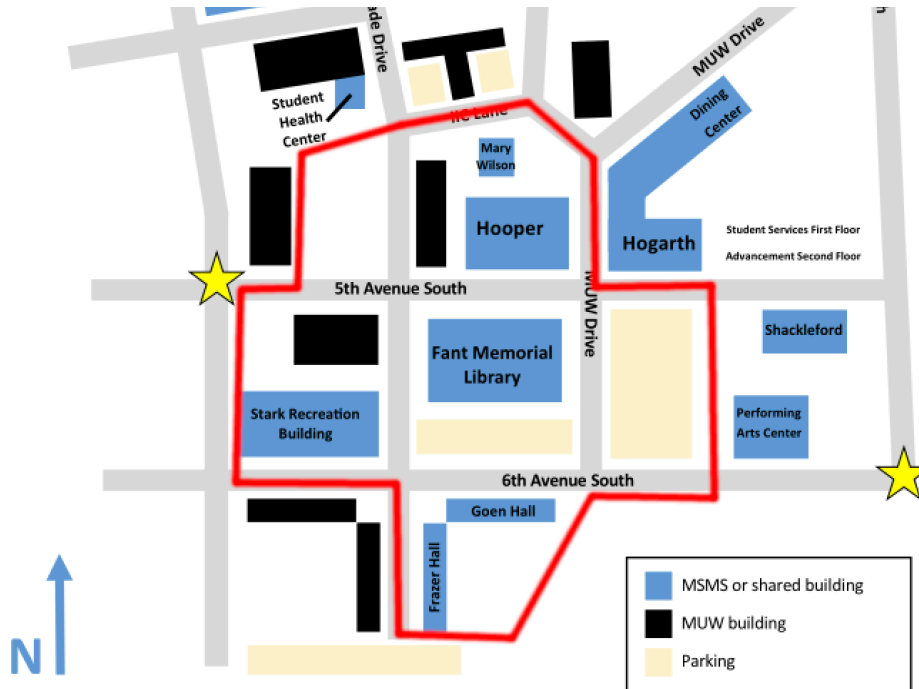 ade Drive
MUW Drive
h
Student
Health
Center
IIC Lane
Dining
Center
Mary
Wilson
Hooper
Hogarth
Student Services First Floor
Advancement Second Floor
5th Avenue South
MUW Drive
Shackleford
Fant Memorial
Library
Stark Recreation
Building
Performing
Arts Center
6th Avenue South
Goen Hall
Frazer Hall
MSMS or shared building
MUW building
Parking
N